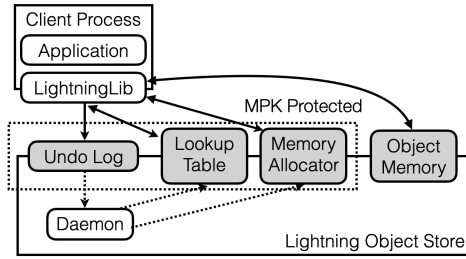 Client Process
Application
LightningLib
MPK Protected
Undo Log
Lookup
Table
Memory
Allocator
Object
Memory
Daemon
Lightning Object Store